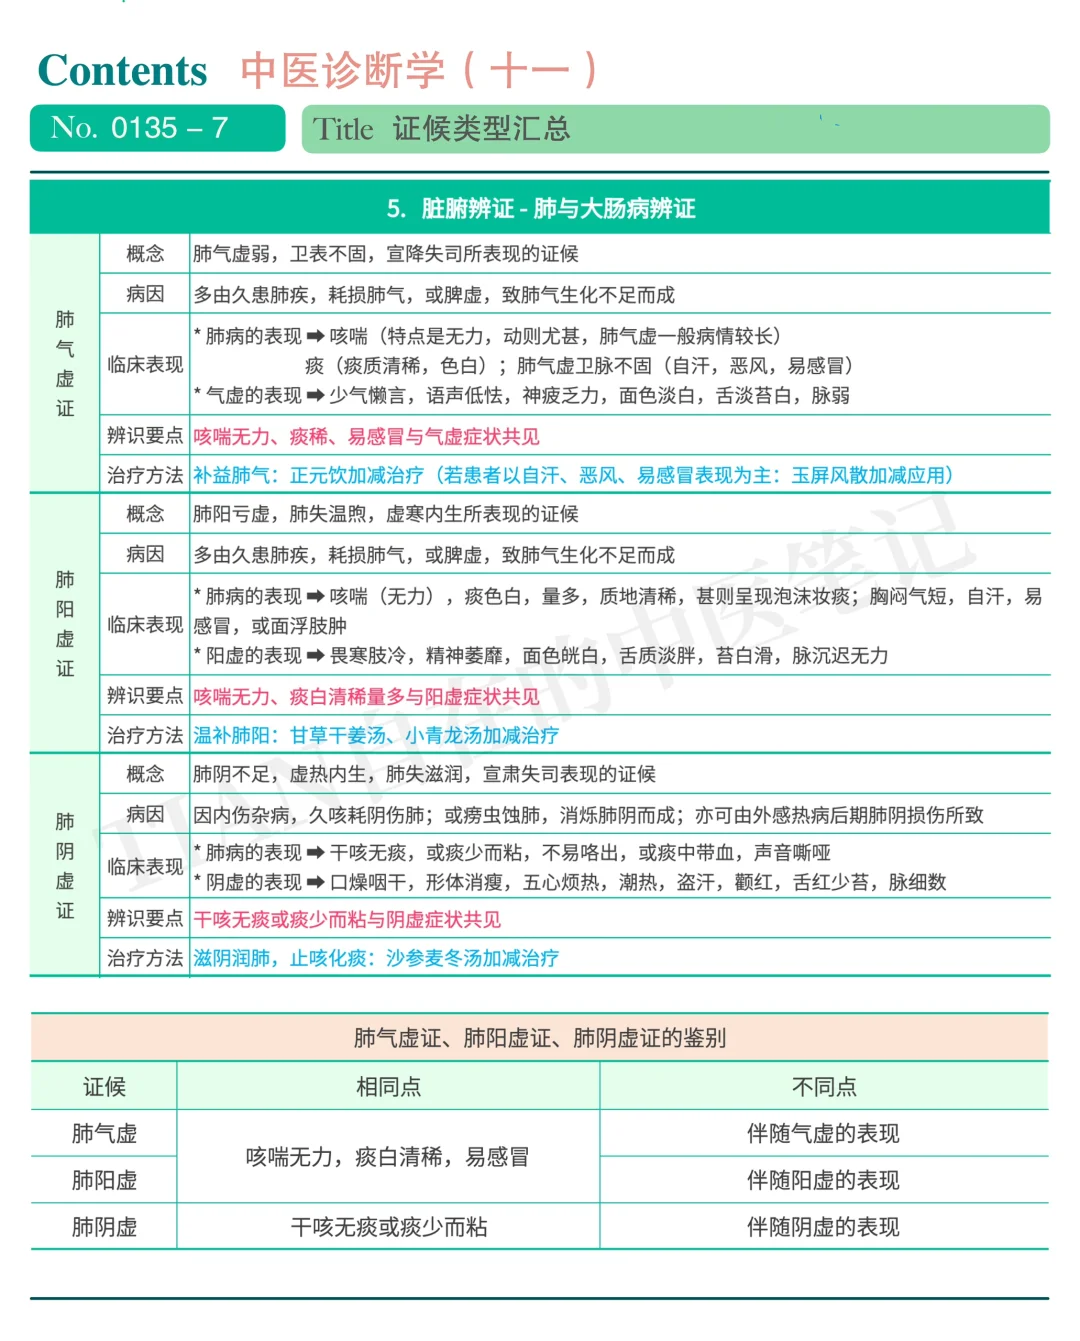 Contents 中医诊断学（十一）
No. 0135 – 7
Title 证候类型汇总
5. 脏腑辨证 - 肺与大肠病辨证
肺气虚证
概念 肺气虚弱，卫表不固，宣降失司所表现的证候
病因 多由久患肺疾，耗损肺气，或脾虚，致肺气生化不足而成
临床表现
* 肺病的表现 ➡ 咳喘（特点是无力，动则尤甚，肺气虚一般病情较长）
痰（痰质清稀，色白）；肺气虚卫脉不固（自汗，恶风，易感冒）
* 气虚的表现 ➡ 少气懒言，语声低怯，神疲乏力，面色淡白，舌淡苔白，脉弱
辨识要点 咳喘无力、痰稀、易感冒与气虚症状共见
治疗方法 补益肺气：正元饮加减治疗（若患者以自汗、恶风、易感冒表现为主：玉屏风散加减应用）
肺阳虚证
概念 肺阳亏虚，肺失温煦，虚寒内生所表现的证候
病因 多由久患肺疾，耗损肺气，或脾虚，致肺气生化不足而成
临床表现
* 肺病的表现 ➡ 咳喘（无力），痰色白，量多，质地清稀，甚则呈现泡沫妆痰；胸闷气短，自汗，易
感冒，或面浮肢肿
* 阳虚的表现 ➡ 畏寒肢冷，精神萎靡，面色㿠白，舌质淡胖，苔白滑，脉沉迟无力
辨识要点 咳喘无力、痰白清稀量多与阳虚症状共见
治疗方法 温补肺阳：甘草干姜汤、小青龙汤加减治疗
肺阴虚证
概念 肺阴不足，虚热内生，肺失滋润，宣肃失司表现的证候
病因 因内伤杂病，久咳耗阴伤肺；或痨虫蚀肺，消烁肺阴而成；亦可由外感热病后期肺阴损伤所致
临床表现
* 肺病的表现 ➡ 干咳无痰，或痰少而粘，不易咯出，或痰中带血，声音嘶哑
* 阴虚的表现 ➡ 口燥咽干，形体消瘦，五心烦热，潮热，盗汗，颧红，舌红少苔，脉细数
辨识要点 干咳无痰或痰少而粘与阴虚症状共见
治疗方法 滋阴润肺，止咳化痰：沙参麦冬汤加减治疗
肺气虚证、肺阳虚证、肺阴虚证的鉴别
证候 相同点 不同点
肺气虚 咳喘无力，痰白清稀，易感冒 伴随气虚的表现
肺阳虚 伴随阳虚的表现
肺阴虚 干咳无痰或痰少而粘 伴随阴虚的表现